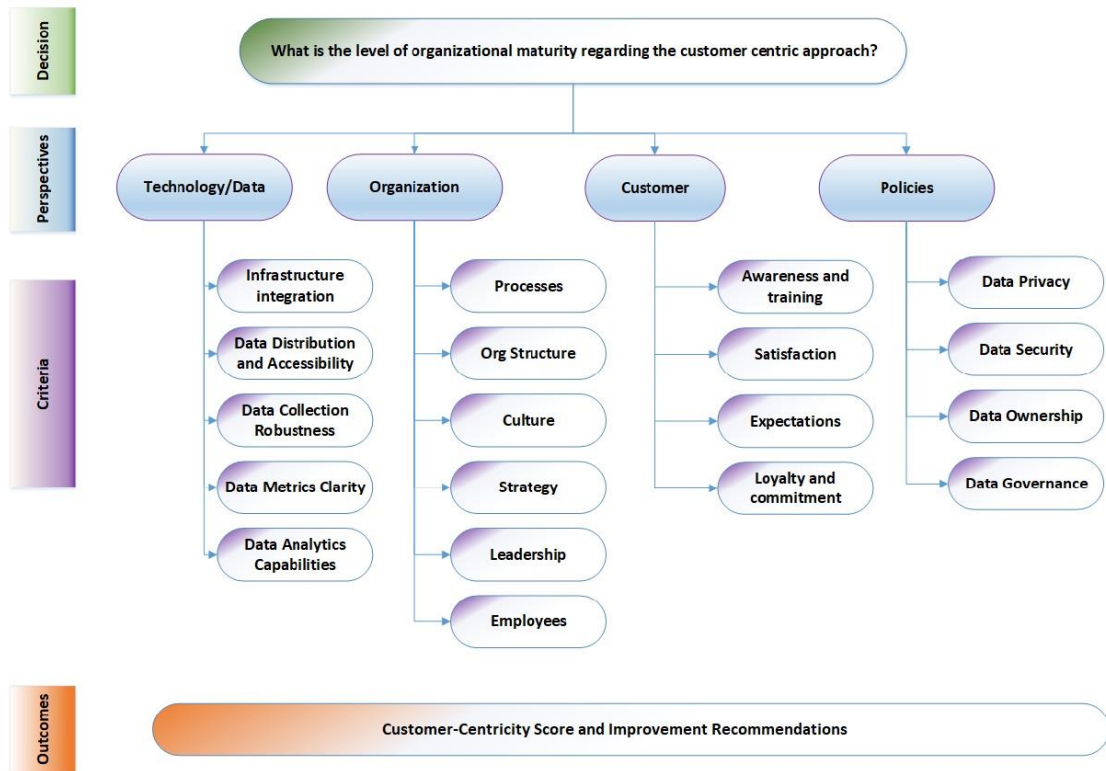 Decision
What is the level of organizational maturity regarding the customer centric approach?
Perspectives
Technology/Data
Organization
Customer
Policies
Criteria
Infrastructure
integration
Data Distribution
and Accessibility
Data Collection
Robustness
Data Metrics Clarity
Data Analytics
Capabilities
Processes
Org Structure
Culture
Strategy
Leadership
Employees
Awareness and
training
Satisfaction
Expectations
Loyalty and
commitment
Data Privacy
Data Security
Data Ownership
Data Governance
Outcomes
Customer-Centricity Score and Improvement Recommendations